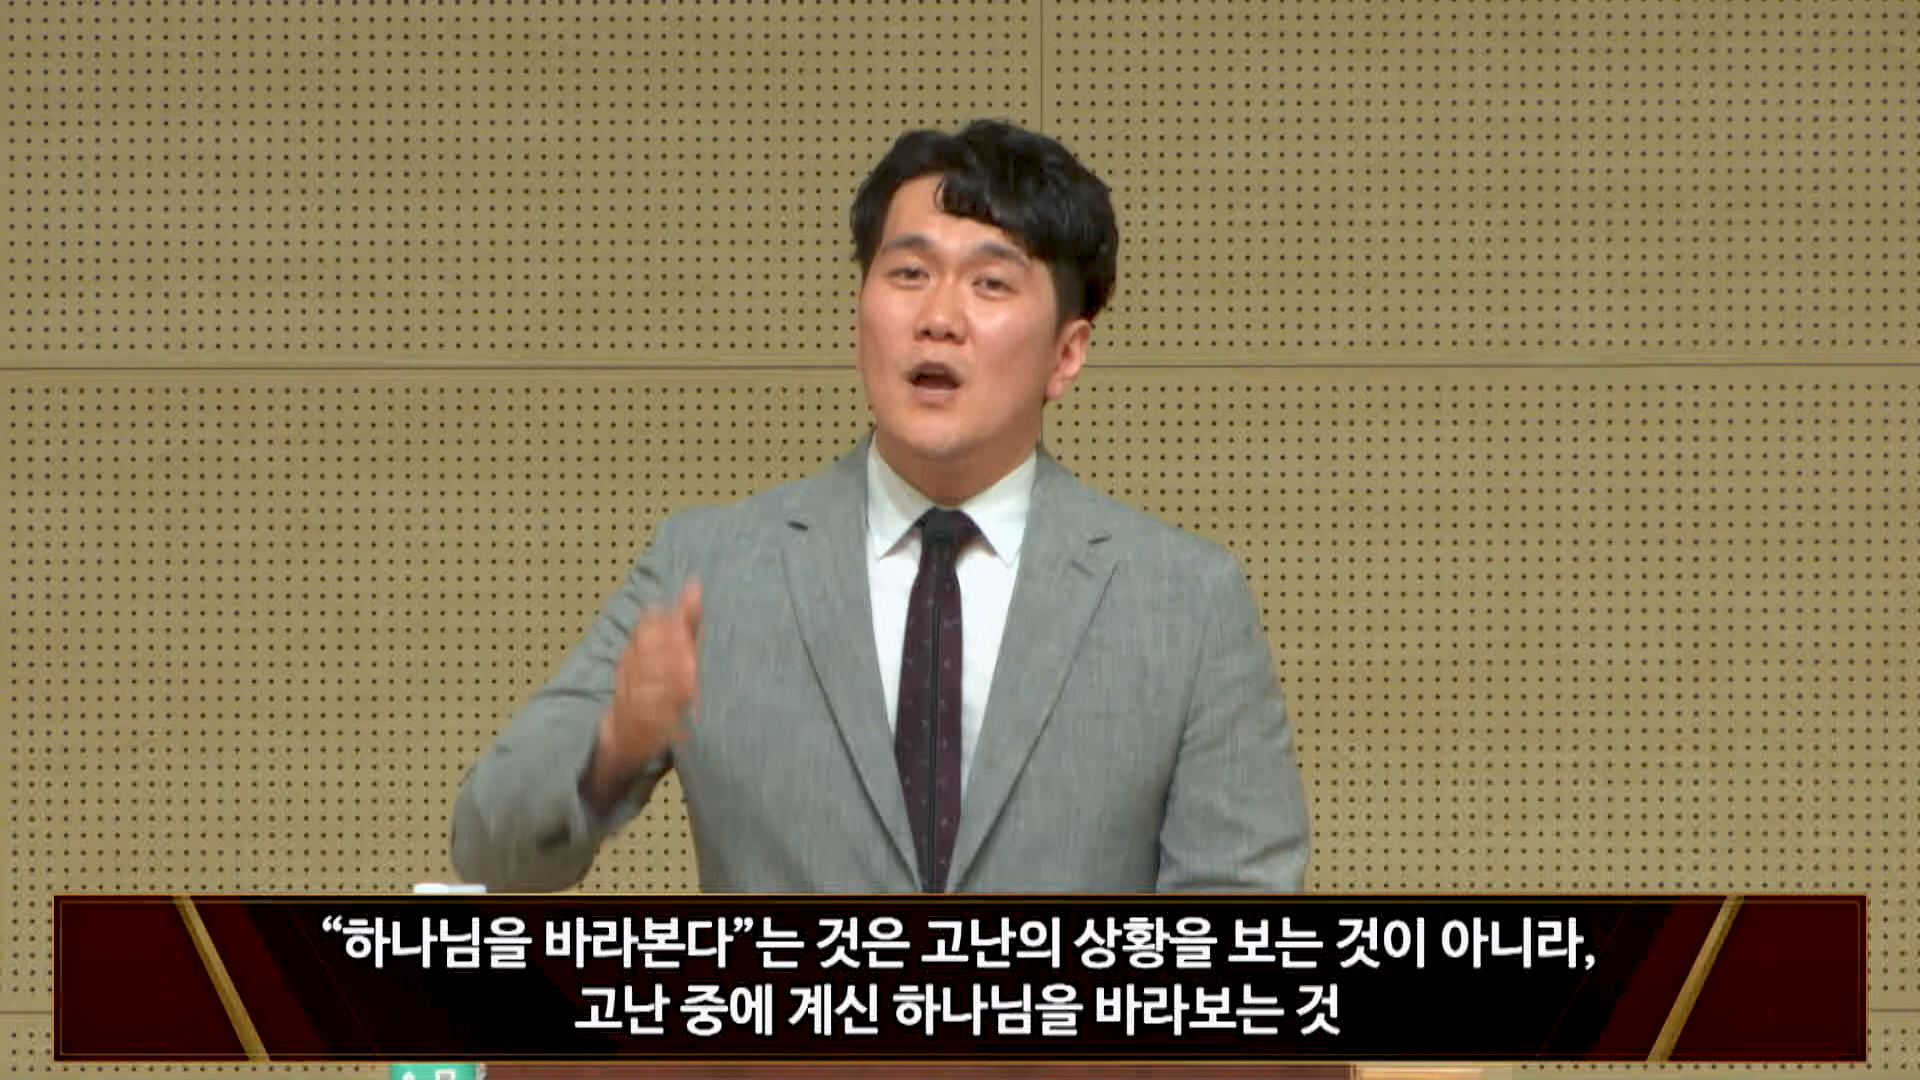 “하나님을 바라본다”는 것은 고난의 상황을 보는 것이 아니라,
고난 중에 계신 하나님을 바라보는 것